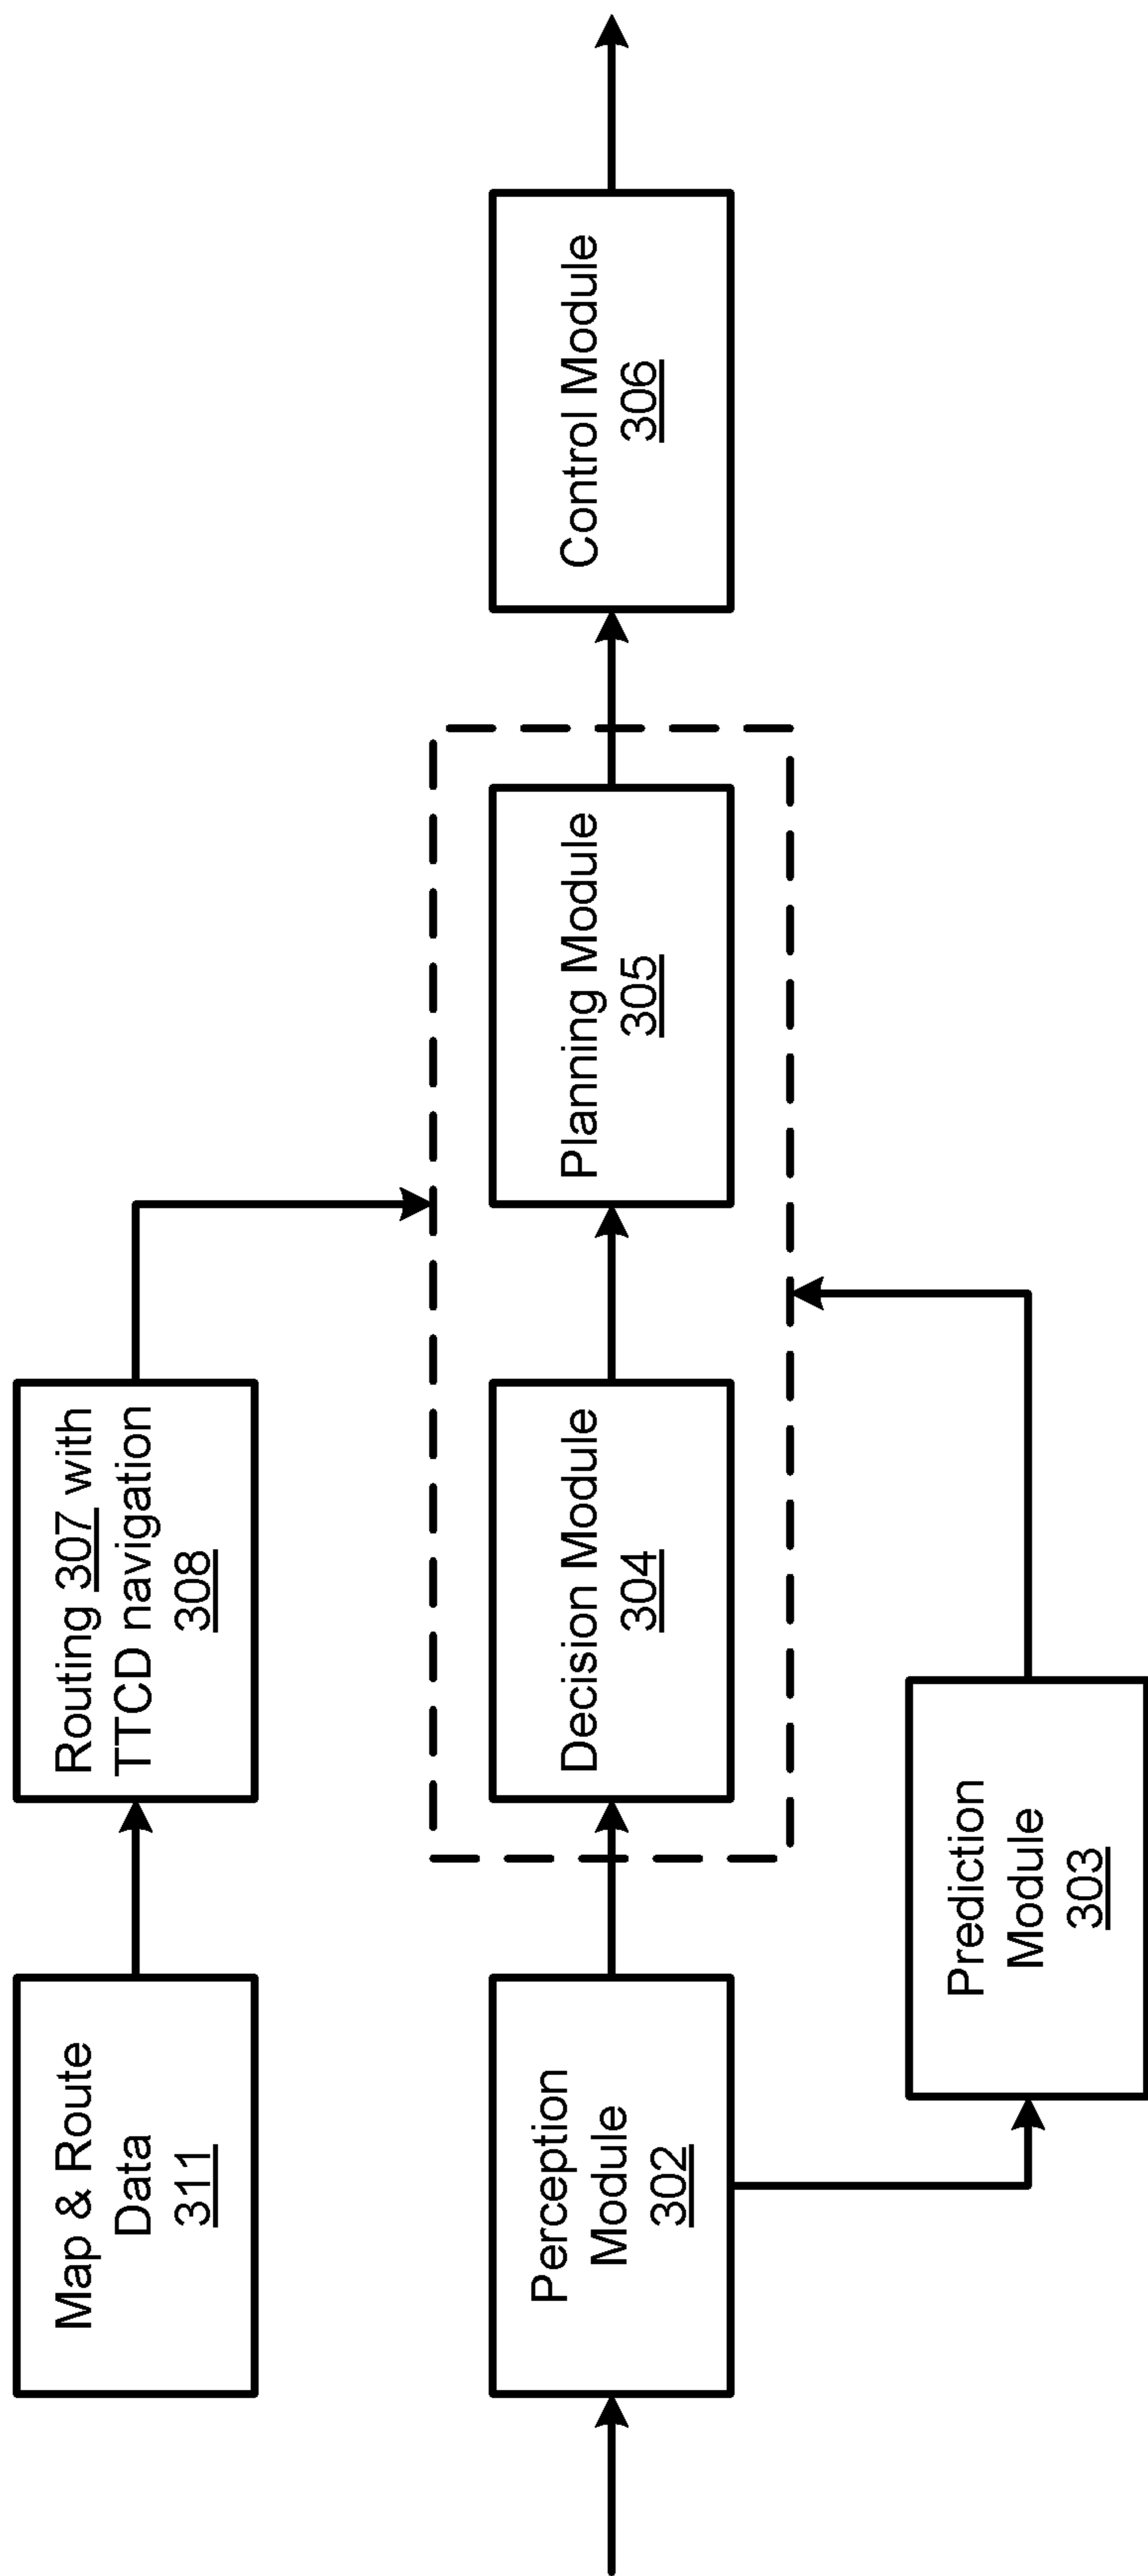 Map & Route
Data
311
Routing 307 with
TTCD navigation
308
Perception
Module
302
Decision Module
304
Planning Module
305
Control Module
306
Prediction
Module
303